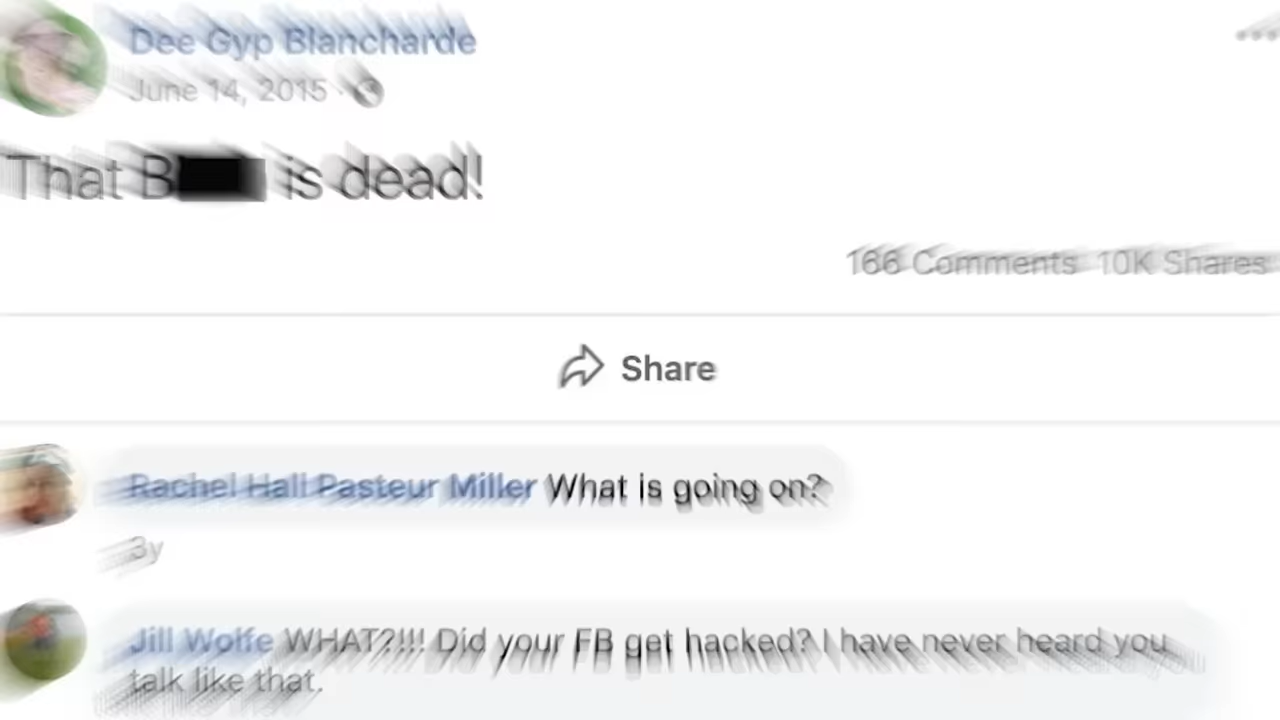 Dee Gyp Blancharde
June 14, 2015 ·
That B is dead!
166 Comments 10K Shares
Share
Rachel Hall Pasteur Miller What is going on?
3y
Jill Wolfe WHAT?!!! Did your FB get hacked? I have never heard you
talk like that.